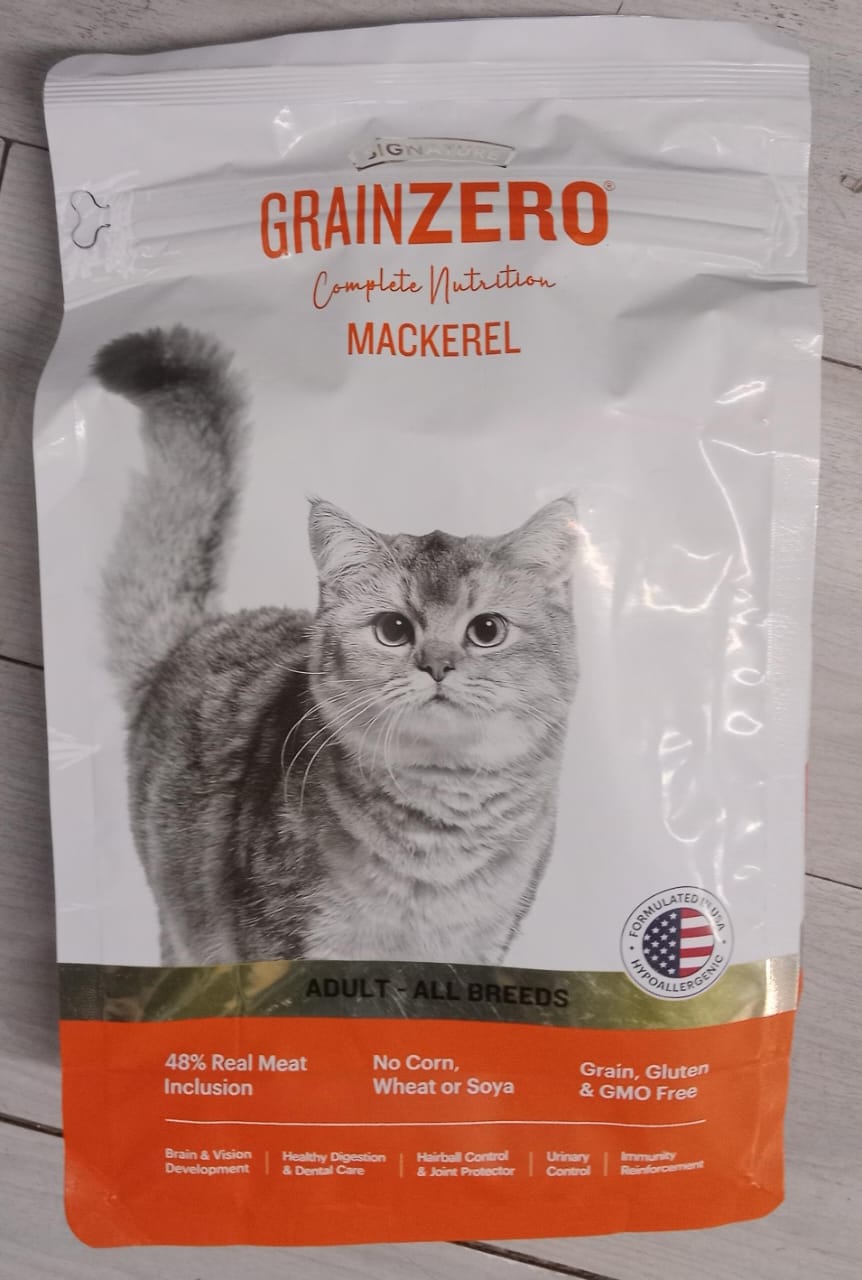 SIGNATURE
GRAINZERO®
Complete Nutrition
MACKEREL
FORMULATED IN USA
HYPOALLERGENIC
ADULT - ALL BREEDS
48% Real Meat
Inclusion
No Corn,
Wheat or Soya
Grain, Gluten
& GMO Free
Brain & Vision
Development
Healthy Digestion
& Dental Care
Hairball Control
& Joint Protector
Urinary
Control
Immunity
Reinforcement